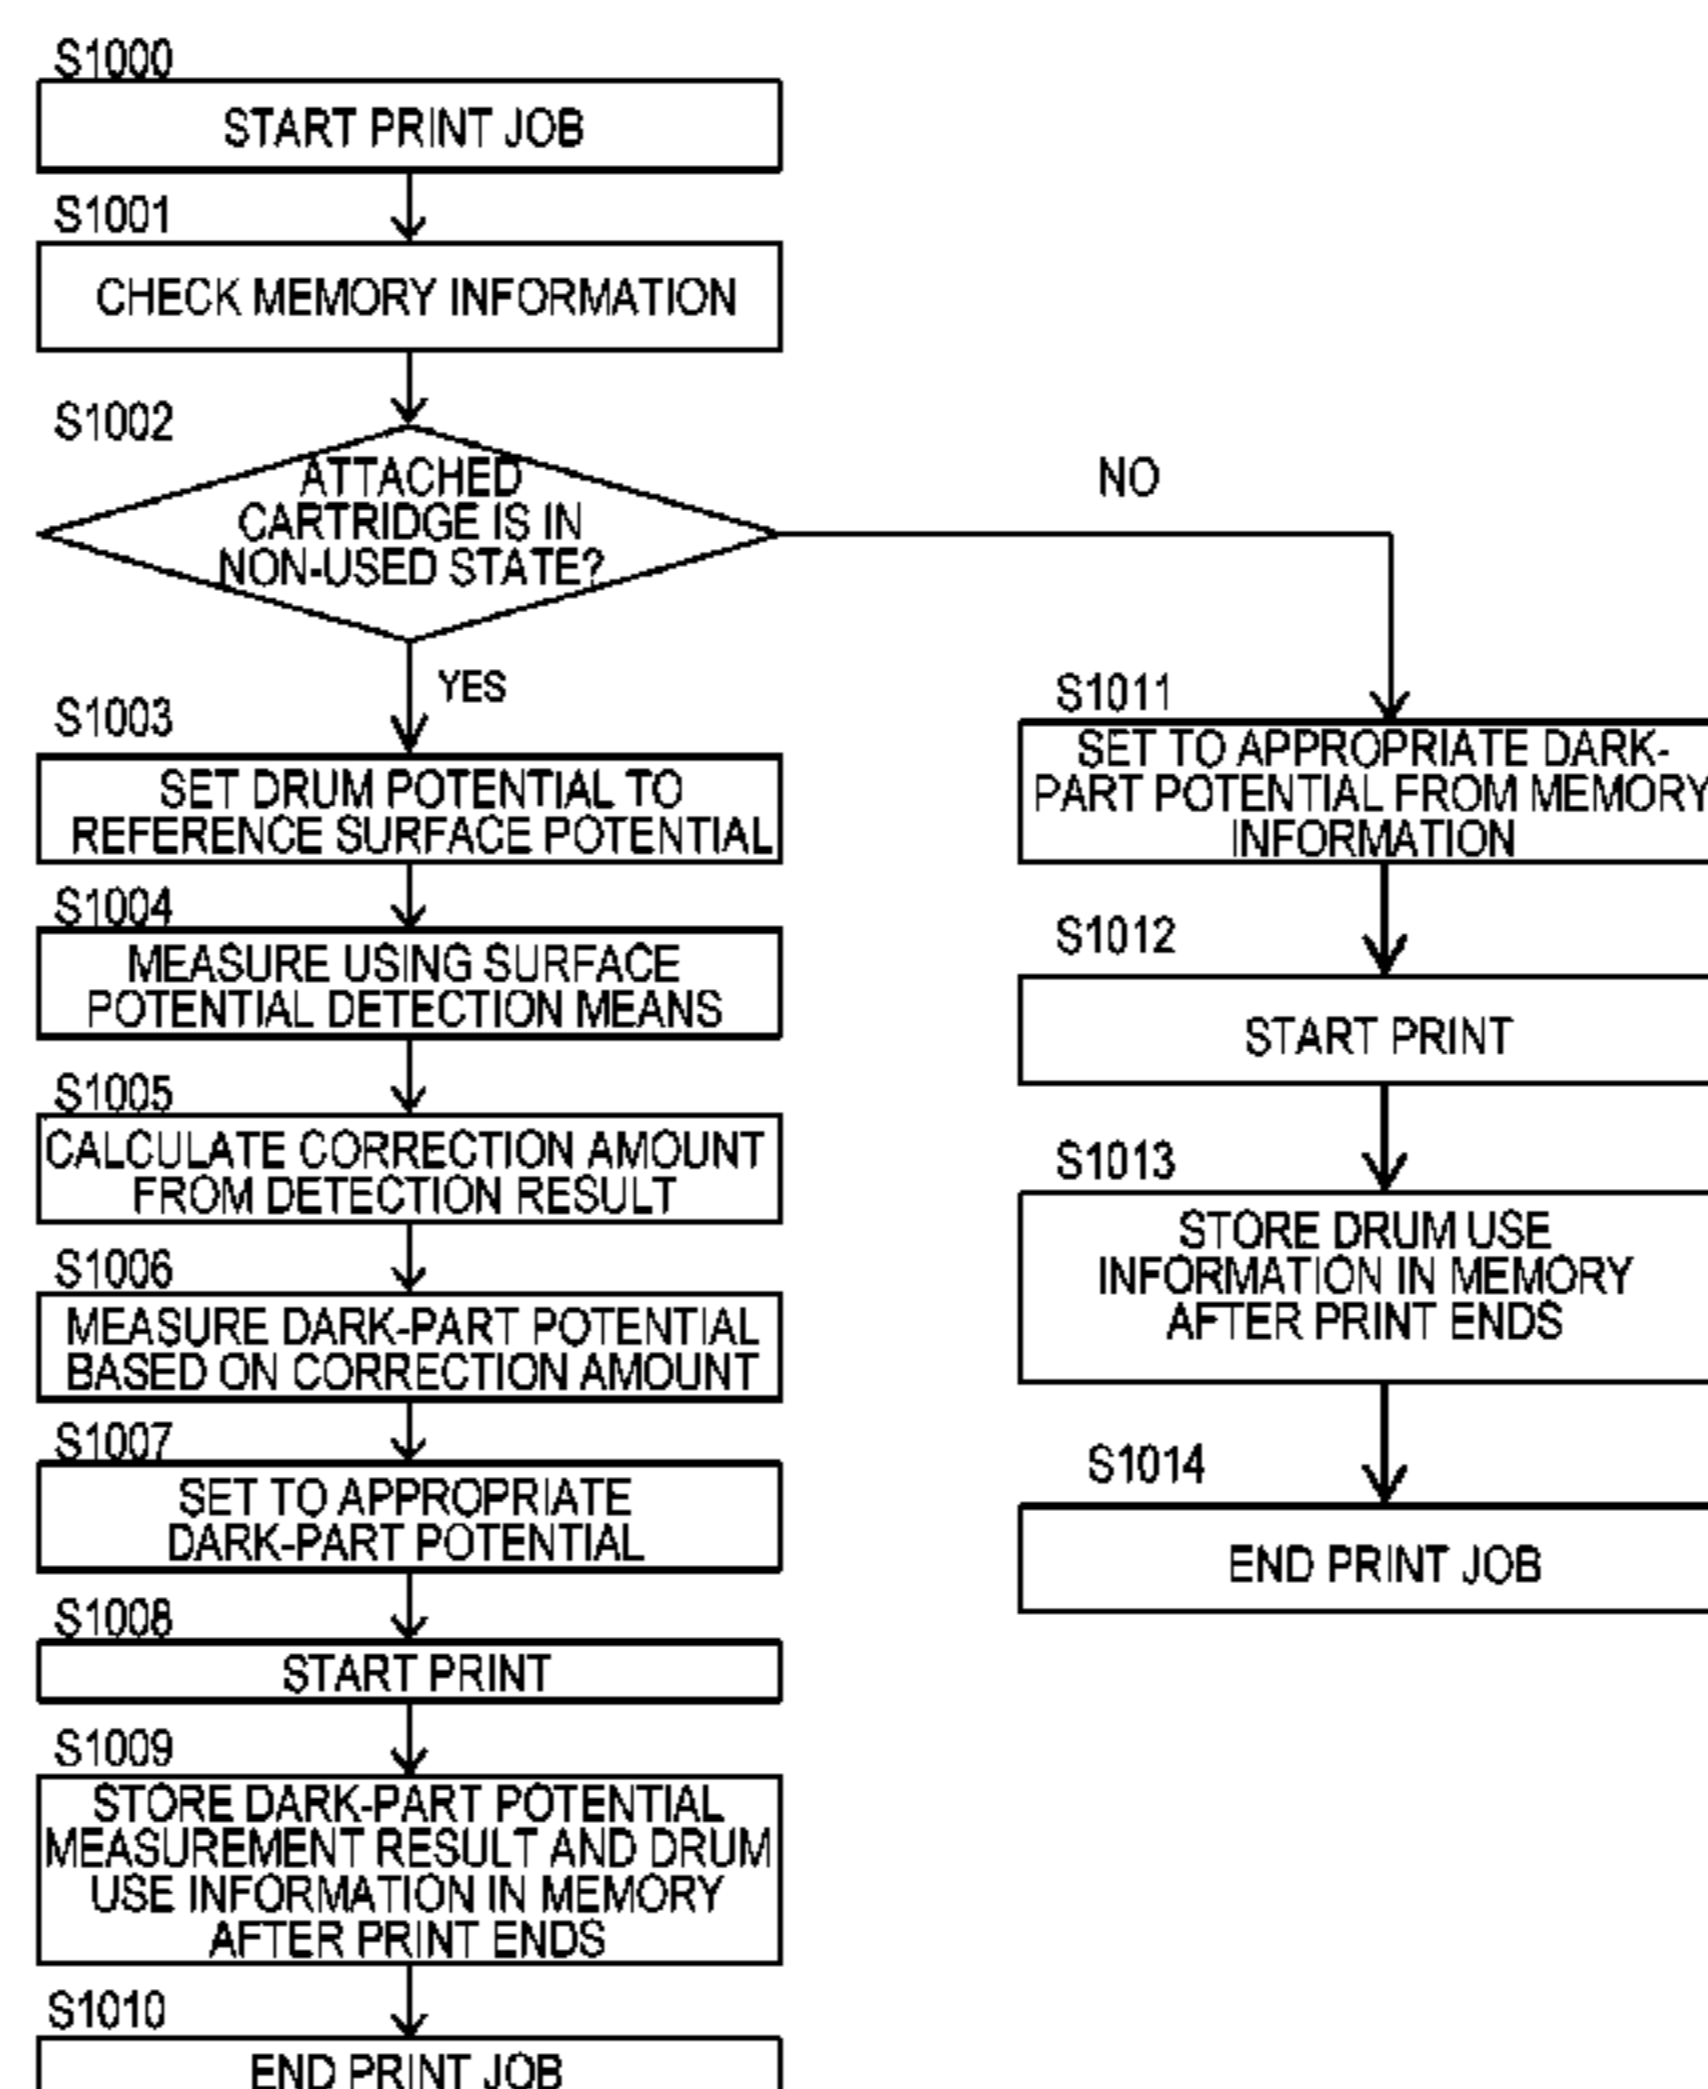 S1000
START PRINT JOB
S1001
CHECK MEMORY INFORMATION
S1002
ATTACHED
CARTRIDGE IS IN
NON-USED STATE?
NO
YES
S1003
SET DRUM POTENTIAL TO
REFERENCE SURFACE POTENTIAL
S1004
MEASURE USING SURFACE
POTENTIAL DETECTION MEANS
S1005
CALCULATE CORRECTION AMOUNT
FROM DETECTION RESULT
S1006
MEASURE DARK-PART POTENTIAL
BASED ON CORRECTION AMOUNT
S1007
SET TO APPROPRIATE
DARK-PART POTENTIAL
S1008
START PRINT
S1009
STORE DARK-PART POTENTIAL
MEASUREMENT RESULT AND DRUM
USE INFORMATION IN MEMORY
AFTER PRINT ENDS
S1010
END PRINT JOB
S1011
SET TO APPROPRIATE DARK-
PART POTENTIAL FROM MEMORY
INFORMATION
S1012
START PRINT
S1013
STORE DRUM USE
INFORMATION IN MEMORY
AFTER PRINT ENDS
S1014
END PRINT JOB